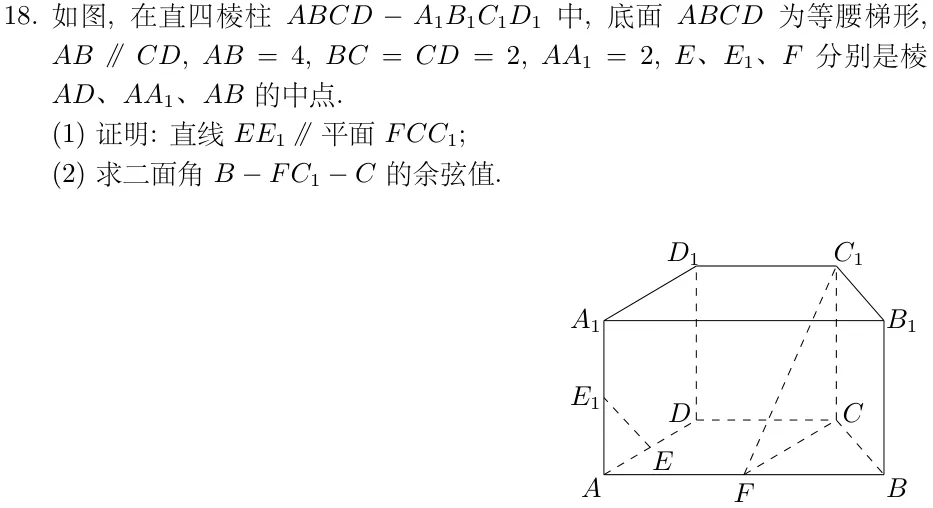 18. 如图, 在直四棱柱 ABCD − A₁B₁C₁D₁ 中, 底面 ABCD 为等腰梯形,
AB ∥ CD, AB = 4, BC = CD = 2, AA₁ = 2, E、E₁、F 分别是棱
AD、AA₁、AB 的中点.
(1) 证明: 直线 EE₁ ∥ 平面 FCC₁;
(2) 求二面角 B − FC₁ − C 的余弦值.
D₁ C₁
A₁ B₁
E₁ D C
E
A F B